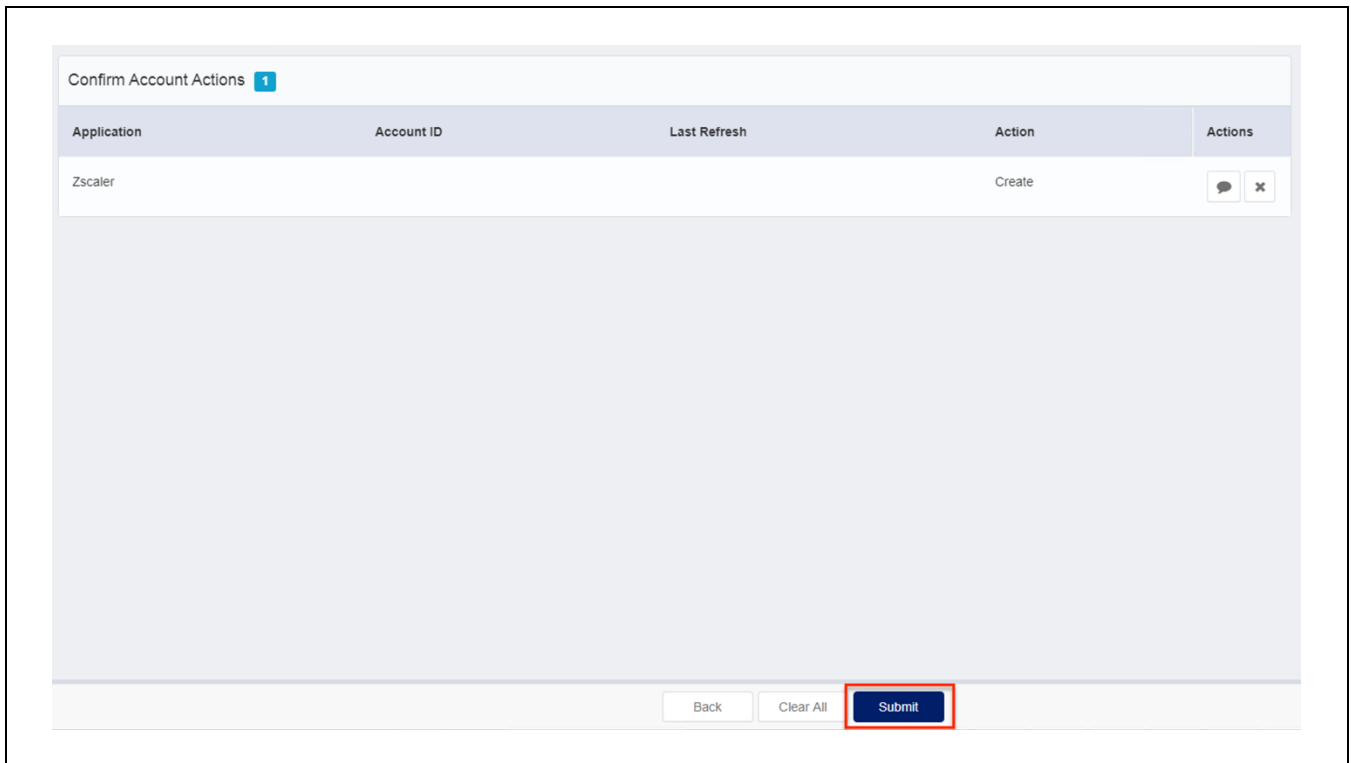 Confirm Account Actions 1
Application Account ID Last Refresh Action Actions
Zscaler Create
Back Clear All Submit